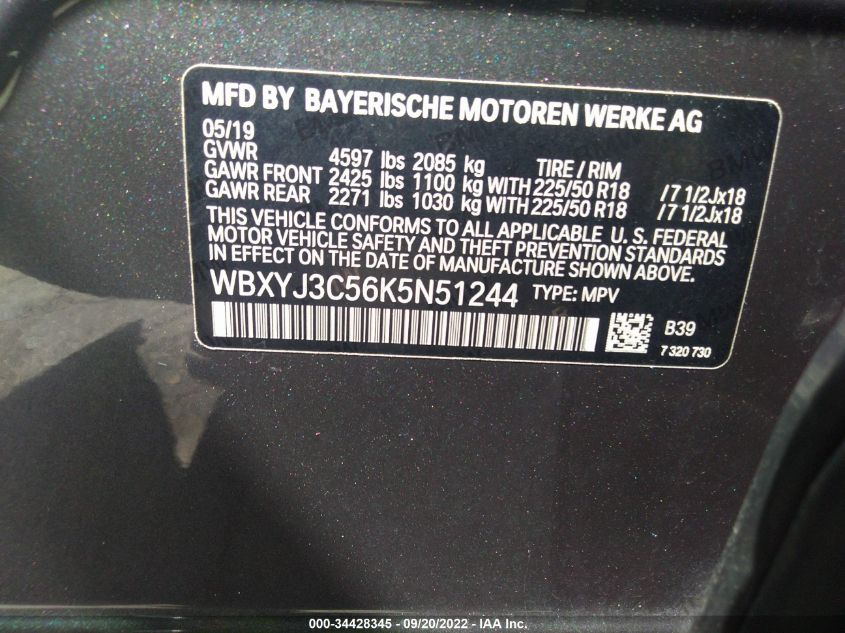 MFD BY BAYERISCHE MOTOREN WERKE AG
05/19
GVWR 4597 lbs 2085 kg TIRE / RIM
GAWR FRONT 2425 lbs 1100 kg WITH 225/50 R18 /7 1/2Jx18
GAWR REAR 2271 lbs 1030 kg WITH 225/50 R18 /7 1/2Jx18
THIS VEHICLE CONFORMS TO ALL APPLICABLE U. S. FEDERAL
MOTOR VEHICLE SAFETY AND THEFT PREVENTION STANDARDS
IN EFFECT ON THE DATE OF MANUFACTURE SHOWN ABOVE.
WBXYJ3C56K5N51244 TYPE: MPV
B39
7 320 730
000-34428345 - 09/20/2022 - IAA Inc.